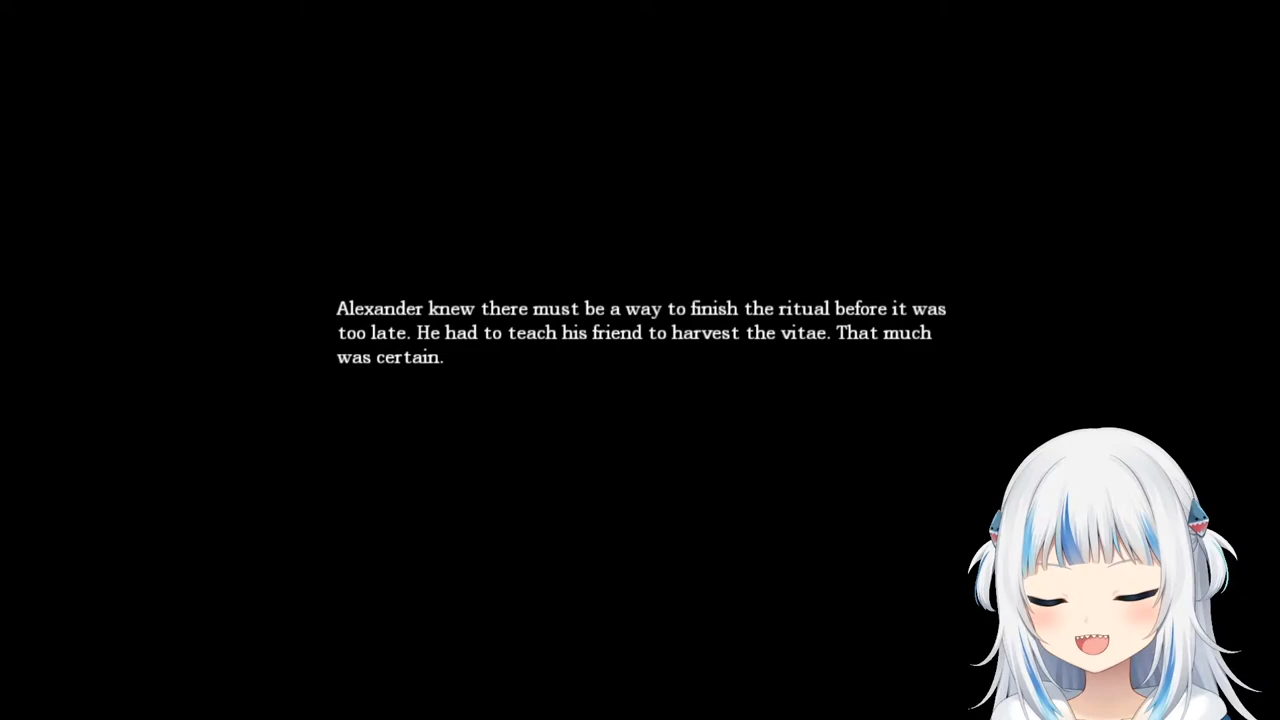 Alexander knew there must be a way to finish the ritual before it was
too late. He had to teach his friend to harvest the vitae. That much
was certain.